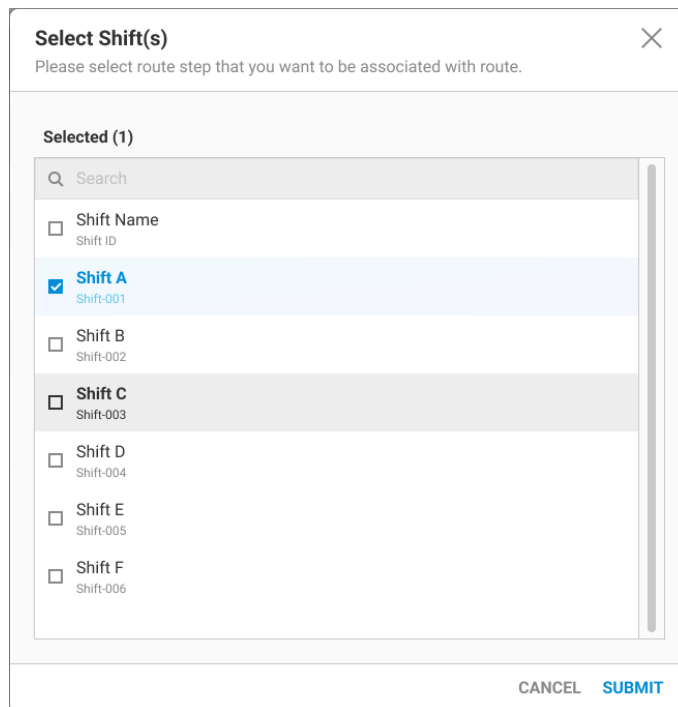 Select Shift(s)
Please select route step that you want to be associated with route.
Selected (1)
Search
Shift Name
Shift ID
Shift A
Shift-001
Shift B
Shift-002
Shift C
Shift-003
Shift D
Shift-004
Shift E
Shift-005
Shift F
Shift-006
CANCEL SUBMIT